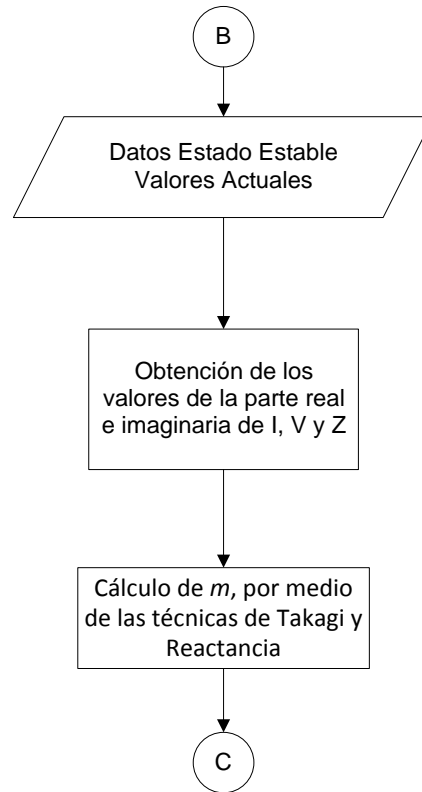 B
Datos Estado Estable
Valores Actuales
Obtención de los
valores de la parte real
e imaginaria de I, V y Z
Cálculo de m, por medio
de las técnicas de Takagi y
Reactancia
C